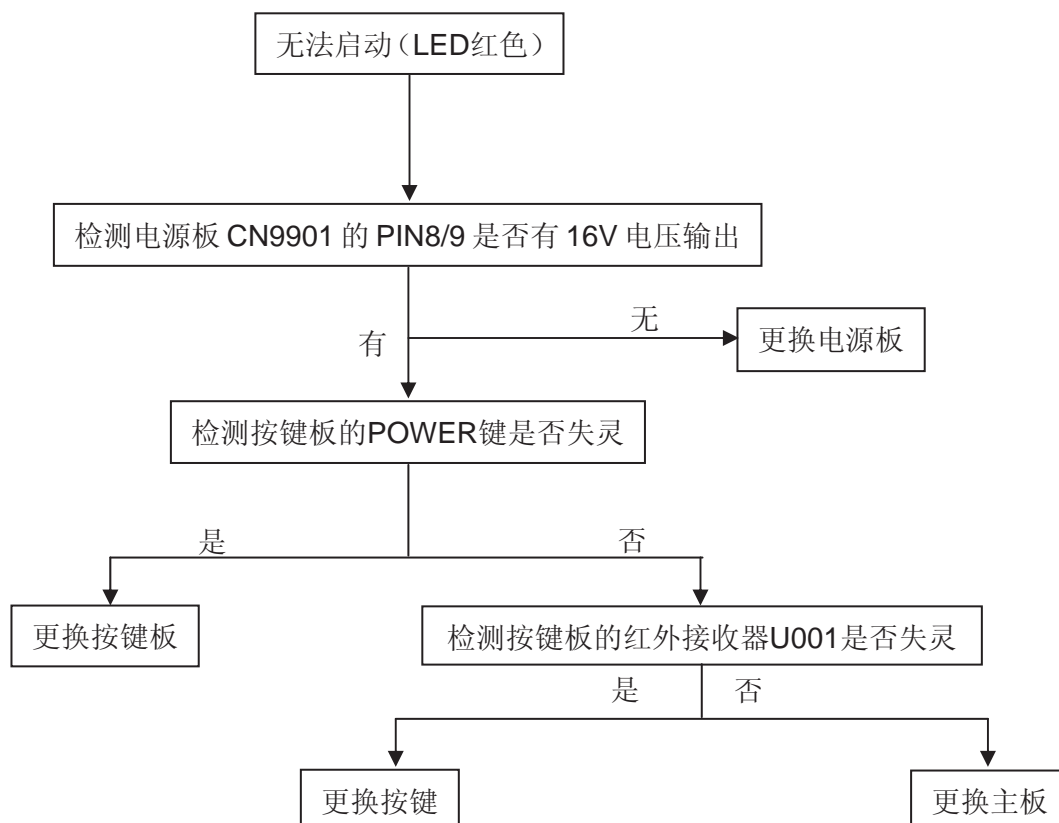 无法启动（LED红色）
检测电源板 CN9901 的 PIN8/9 是否有 16V 电压输出
无
有
更换电源板
检测按键板的POWER键是否失灵
是
否
更换按键板
检测按键板的红外接收器U001是否失灵
是
否
更换按键
更换主板